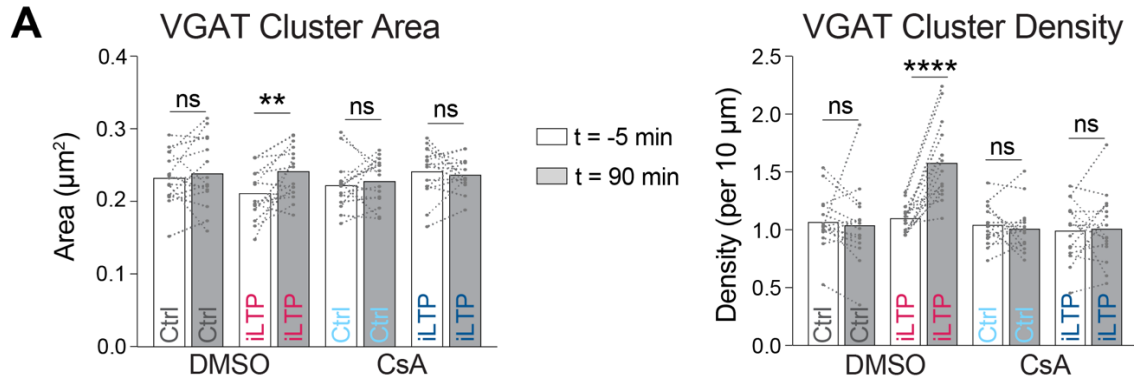 A
VGAT Cluster Area
Area (µm²)
0.4
0.3
0.2
0.1
0.0
ns
**
ns
ns
Ctrl
Ctrl
iLTP
iLTP
Ctrl
Ctrl
iLTP
iLTP
DMSO
CsA
t = -5 min
t = 90 min
VGAT Cluster Density
Density (per 10 µm)
2.5
2.0
1.5
1.0
0.5
0.0
ns
****
ns
ns
Ctrl
Ctrl
iLTP
iLTP
Ctrl
Ctrl
iLTP
iLTP
DMSO
CsA